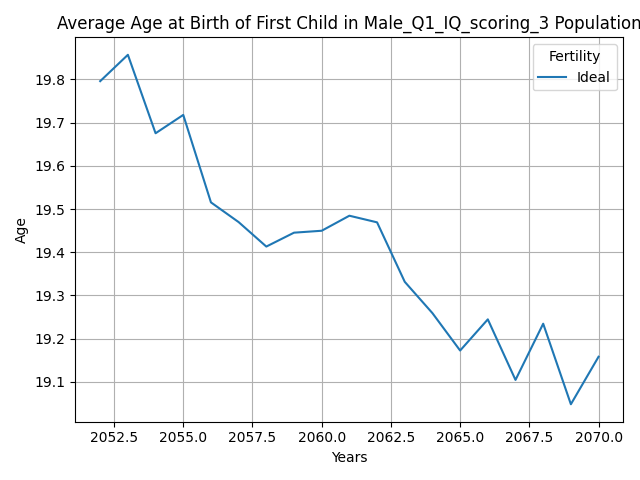 Average Age at Birth of First Child in Male_Q1_IQ_scoring_3 Population
Fertility
Ideal
19.8
19.7
19.6
19.5
19.4
19.3
19.2
19.1
Age
2052.5 2055.0 2057.5 2060.0 2062.5 2065.0 2067.5 2070.0
Years